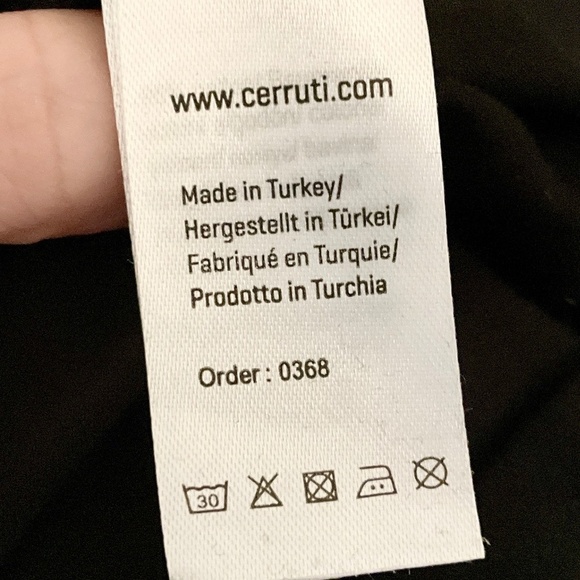 www.cerruti.com
Made in Turkey/
Hergestellt in Türkei/
Fabriqué en Turquie/
Prodotto in Turchia
Order : 0368
30